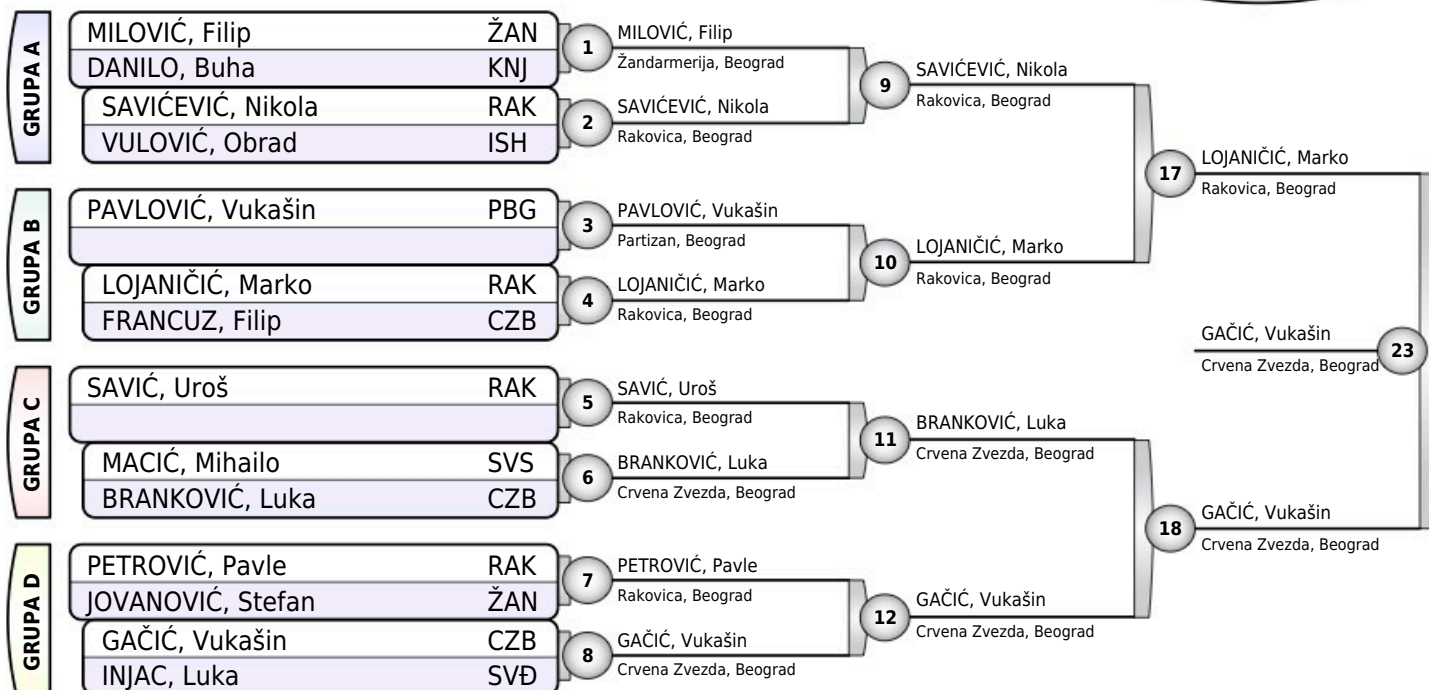 GRUPA A
MILOVIĆ, Filip ŽAN
DANILO, Buha KNJ
SAVIĆEVIĆ, Nikola RAK
VULOVIĆ, Obrad ISH
GRUPA B
PAVLOVIĆ, Vukašin PBG
LOJANIČIĆ, Marko RAK
FRANCUZ, Filip CZB
GRUPA C
SAVIĆ, Uroš RAK
MACIĆ, Mihailo SVS
BRANKOVIĆ, Luka CZB
GRUPA D
PETROVIĆ, Pavle RAK
JOVANOVIĆ, Stefan ŽAN
GAČIĆ, Vukašin CZB
INJAC, Luka SVĐ
1
MILOVIĆ, Filip
Žandarmerija, Beograd
2
SAVIĆEVIĆ, Nikola
Rakovica, Beograd
3
PAVLOVIĆ, Vukašin
Partizan, Beograd
4
LOJANIČIĆ, Marko
Rakovica, Beograd
5
SAVIĆ, Uroš
Rakovica, Beograd
6
BRANKOVIĆ, Luka
Crvena Zvezda, Beograd
7
PETROVIĆ, Pavle
Rakovica, Beograd
8
GAČIĆ, Vukašin
Crvena Zvezda, Beograd
9
SAVIĆEVIĆ, Nikola
Rakovica, Beograd
10
LOJANIČIĆ, Marko
Rakovica, Beograd
11
BRANKOVIĆ, Luka
Crvena Zvezda, Beograd
12
GAČIĆ, Vukašin
Crvena Zvezda, Beograd
17
LOJANIČIĆ, Marko
Rakovica, Beograd
18
GAČIĆ, Vukašin
Crvena Zvezda, Beograd
GAČIĆ, Vukašin
Crvena Zvezda, Beograd
23